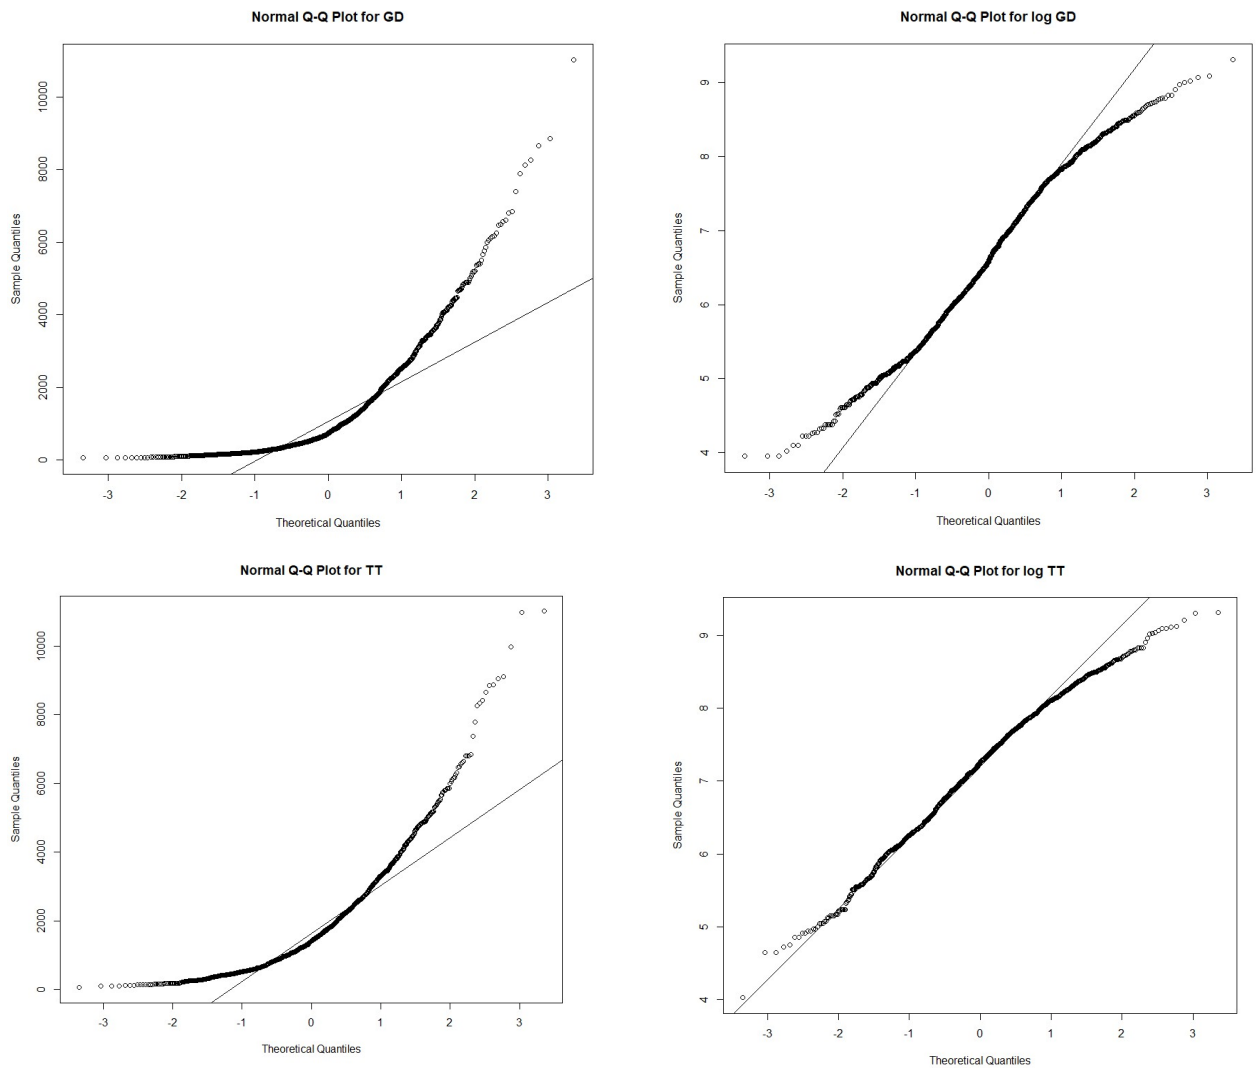 Normal Q-Q Plot for GD
Sample Quantiles
0 2000 4000 6000 8000 10000
-3 -2 -1 0 1 2 3
Theoretical Quantiles
Normal Q-Q Plot for log GD
Sample Quantiles
4 5 6 7 8 9
-3 -2 -1 0 1 2 3
Theoretical Quantiles
Normal Q-Q Plot for TT
Sample Quantiles
0 2000 4000 6000 8000 10000
-3 -2 -1 0 1 2 3
Theoretical Quantiles
Normal Q-Q Plot for log TT
Sample Quantiles
4 5 6 7 8 9
-3 -2 -1 0 1 2 3
Theoretical Quantiles